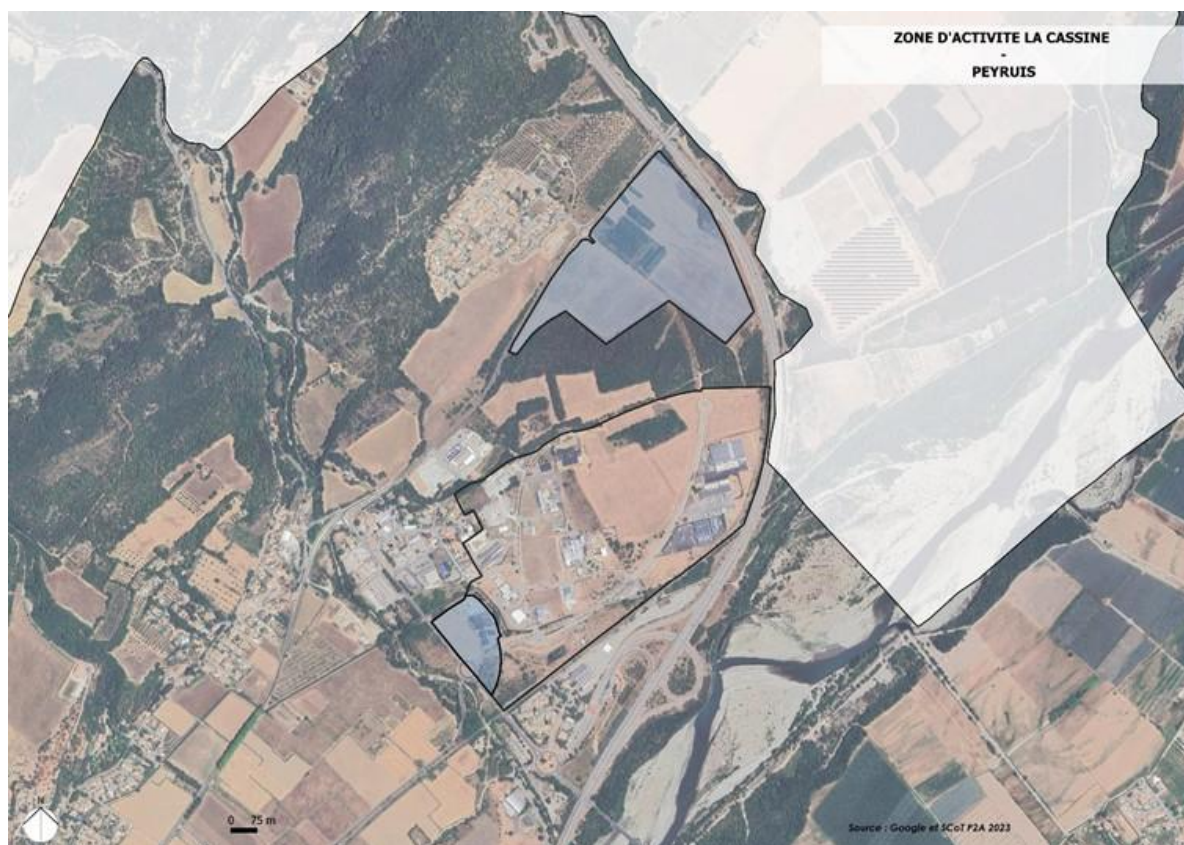 ZONE D'ACTIVITE LA CASSINE
-
PEYRUIS
N
0 75 m
Source : Google et SCoT P2A 2023